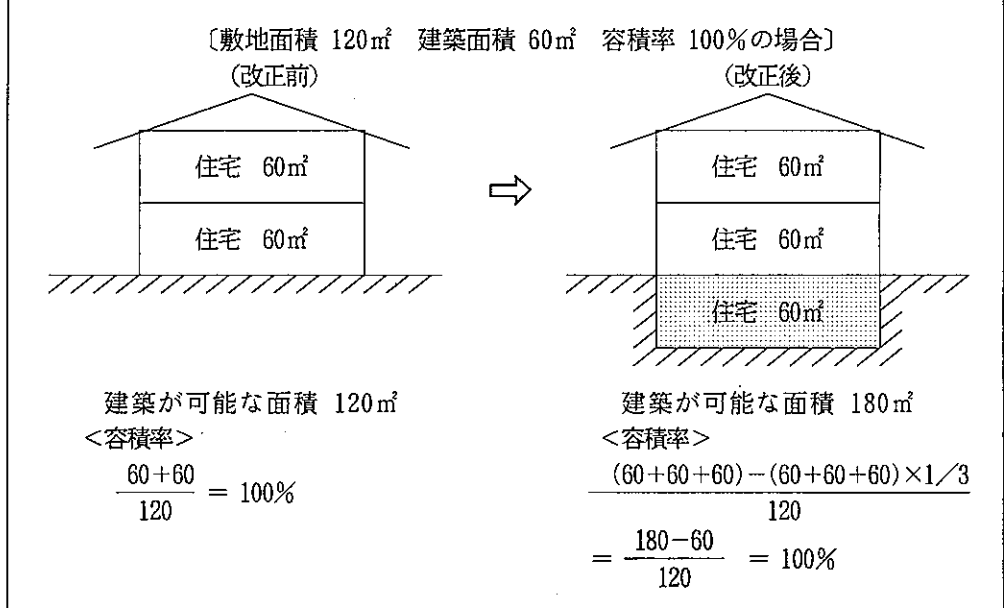 〔敷地面積 120㎡ 建築面積 60㎡ 容積率 100%の場合〕
(改正前)
住宅 60㎡
住宅 60㎡
建築が可能な面積 120㎡
<容積率>
60+60
120
= 100%
⇨
(改正後)
住宅 60㎡
住宅 60㎡
住宅 60㎡
建築が可能な面積 180㎡
<容積率>
(60+60+60)-(60+60+60)×1/3
120
= 180-60
120
= 100%